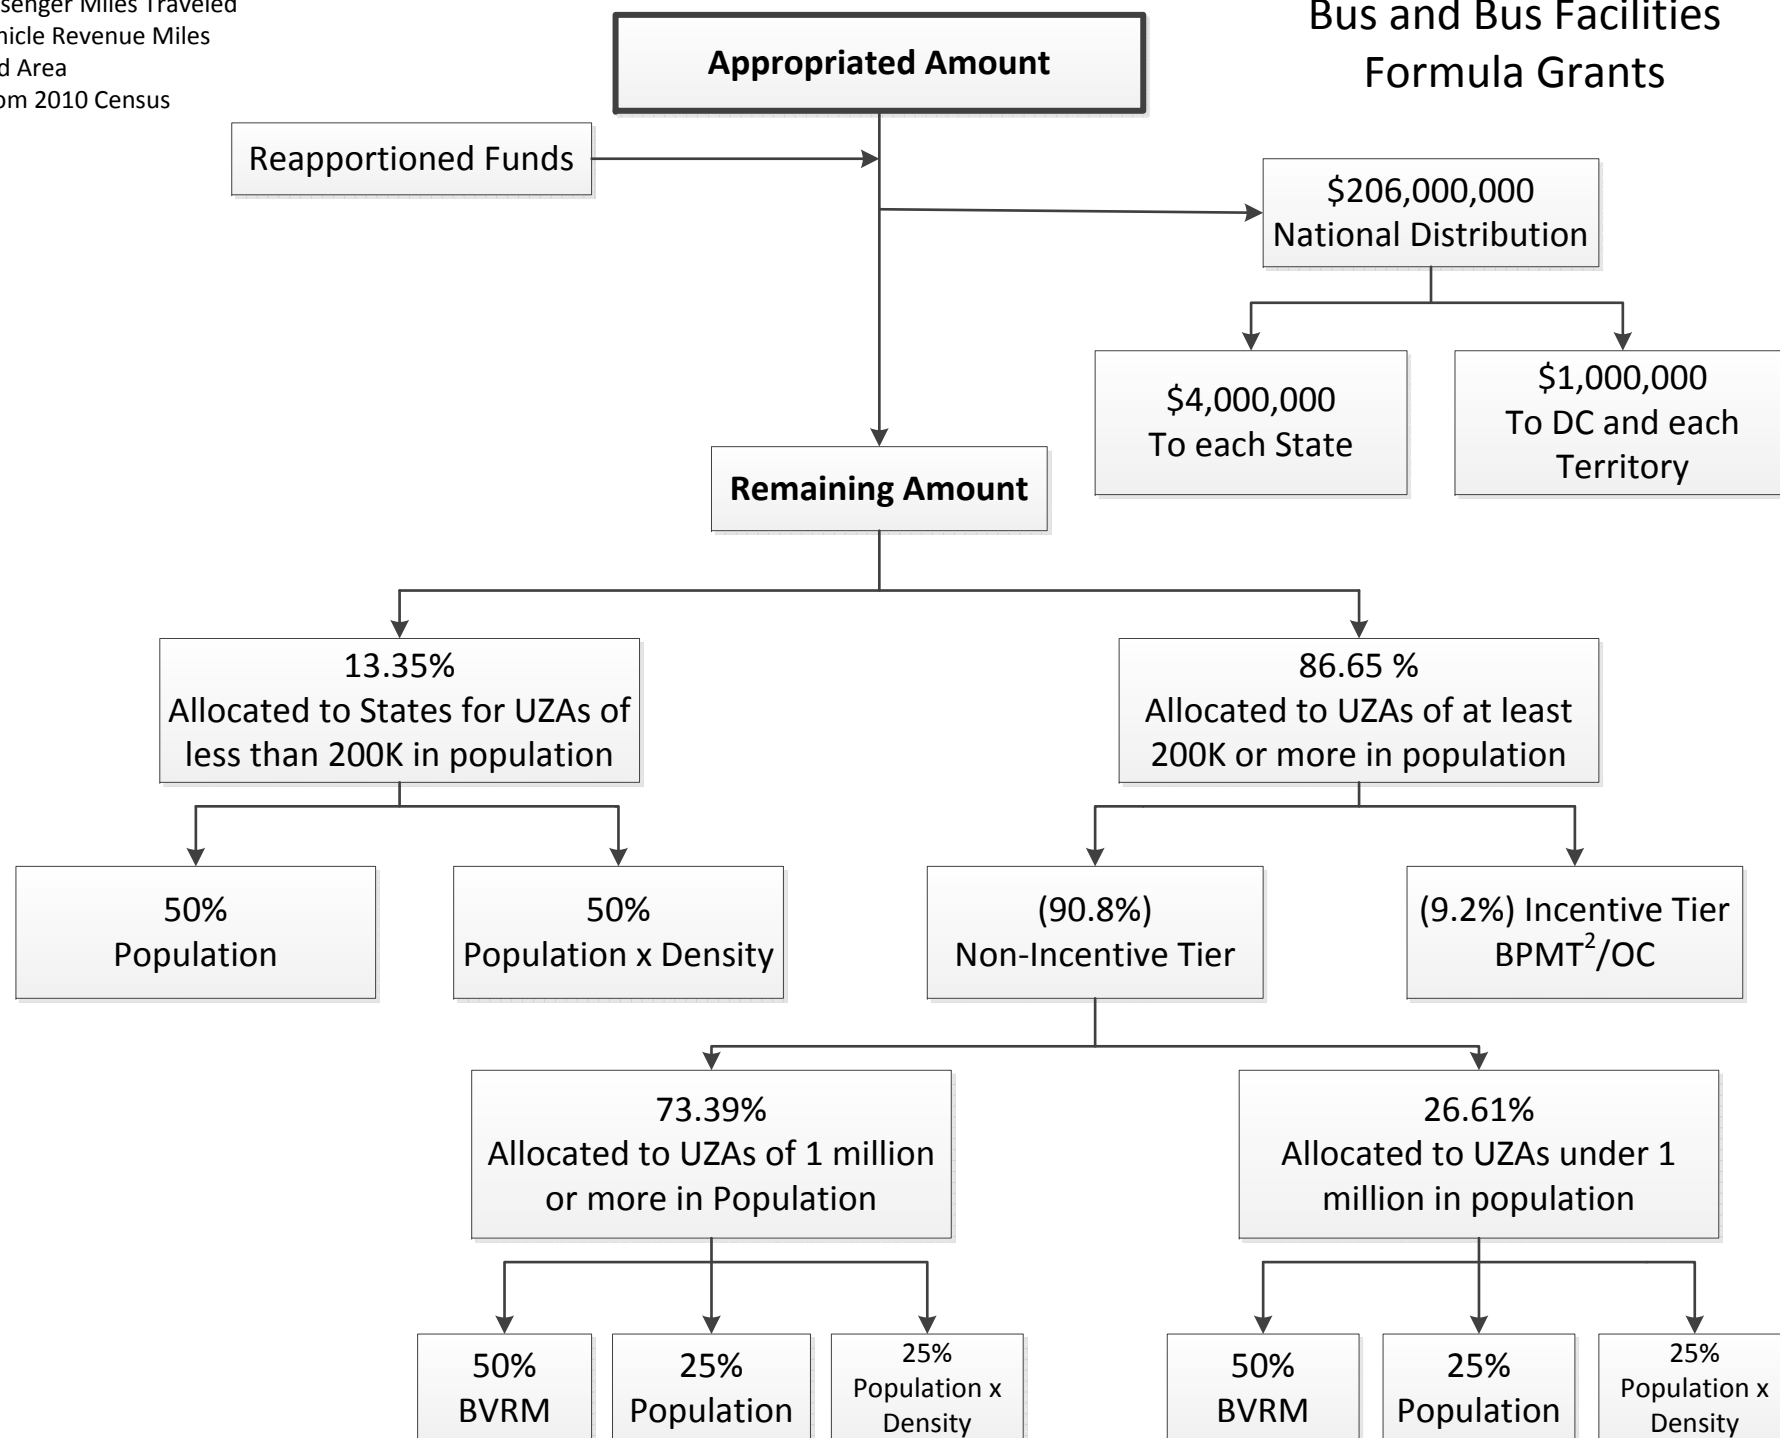 Miles Traveled
Revenue Miles
Area
2010 Census
Bus and Bus Facilities
Formula Grants
Appropriated Amount
Reapportioned Funds
$206,000,000
National Distribution
$4,000,000
To each State
$1,000,000
To DC and each
Territory
Remaining Amount
13.35%
Allocated to States for UZAs of
less than 200K in population
86.65 %
Allocated to UZAs of at least
200K or more in population
50%
Population
50%
Population x Density
(90.8%)
Non-Incentive Tier
(9.2%) Incentive Tier
BPMT²/OC
73.39%
Allocated to UZAs of 1 million
or more in Population
26.61%
Allocated to UZAs under 1
million in population
50%
BVRM
25%
Population
25%
Population x
Density
50%
BVRM
25%
Population
25%
Population x
Density